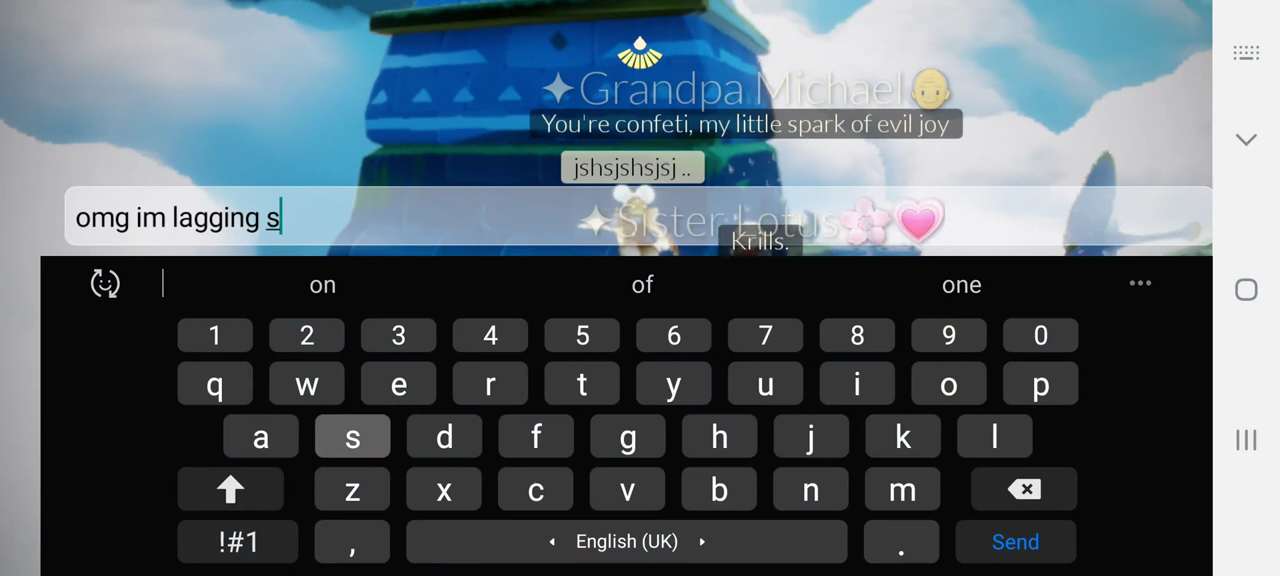 ✦Grandpa Michael👴
You're confeti, my little spark of evil joy
jshsjshsjsj ..
omg im lagging s
✦Sister Lotus🌸💗
Krills.
on of one
1 2 3 4 5 6 7 8 9 0
q w e r t y u i o p
a s d f g h j k l
z x c v b n m
!#1 , English (UK) . Send